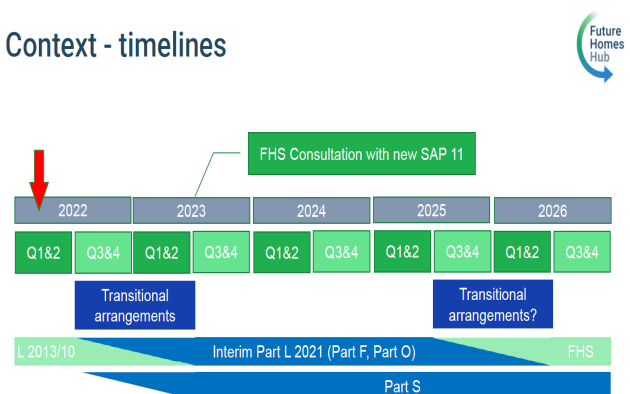 Context - timelines
Future
Homes
Hub
FHS Consultation with new SAP 11
2022 2023 2024 2025 2026
Q1&2 Q3&4 Q1&2 Q3&4 Q1&2 Q3&4 Q1&2 Q3&4 Q1&2 Q3&4
Transitional
arrangements
Transitional
arrangements?
L 2013/10 Interim Part L 2021 (Part F, Part O) FHS
Part S